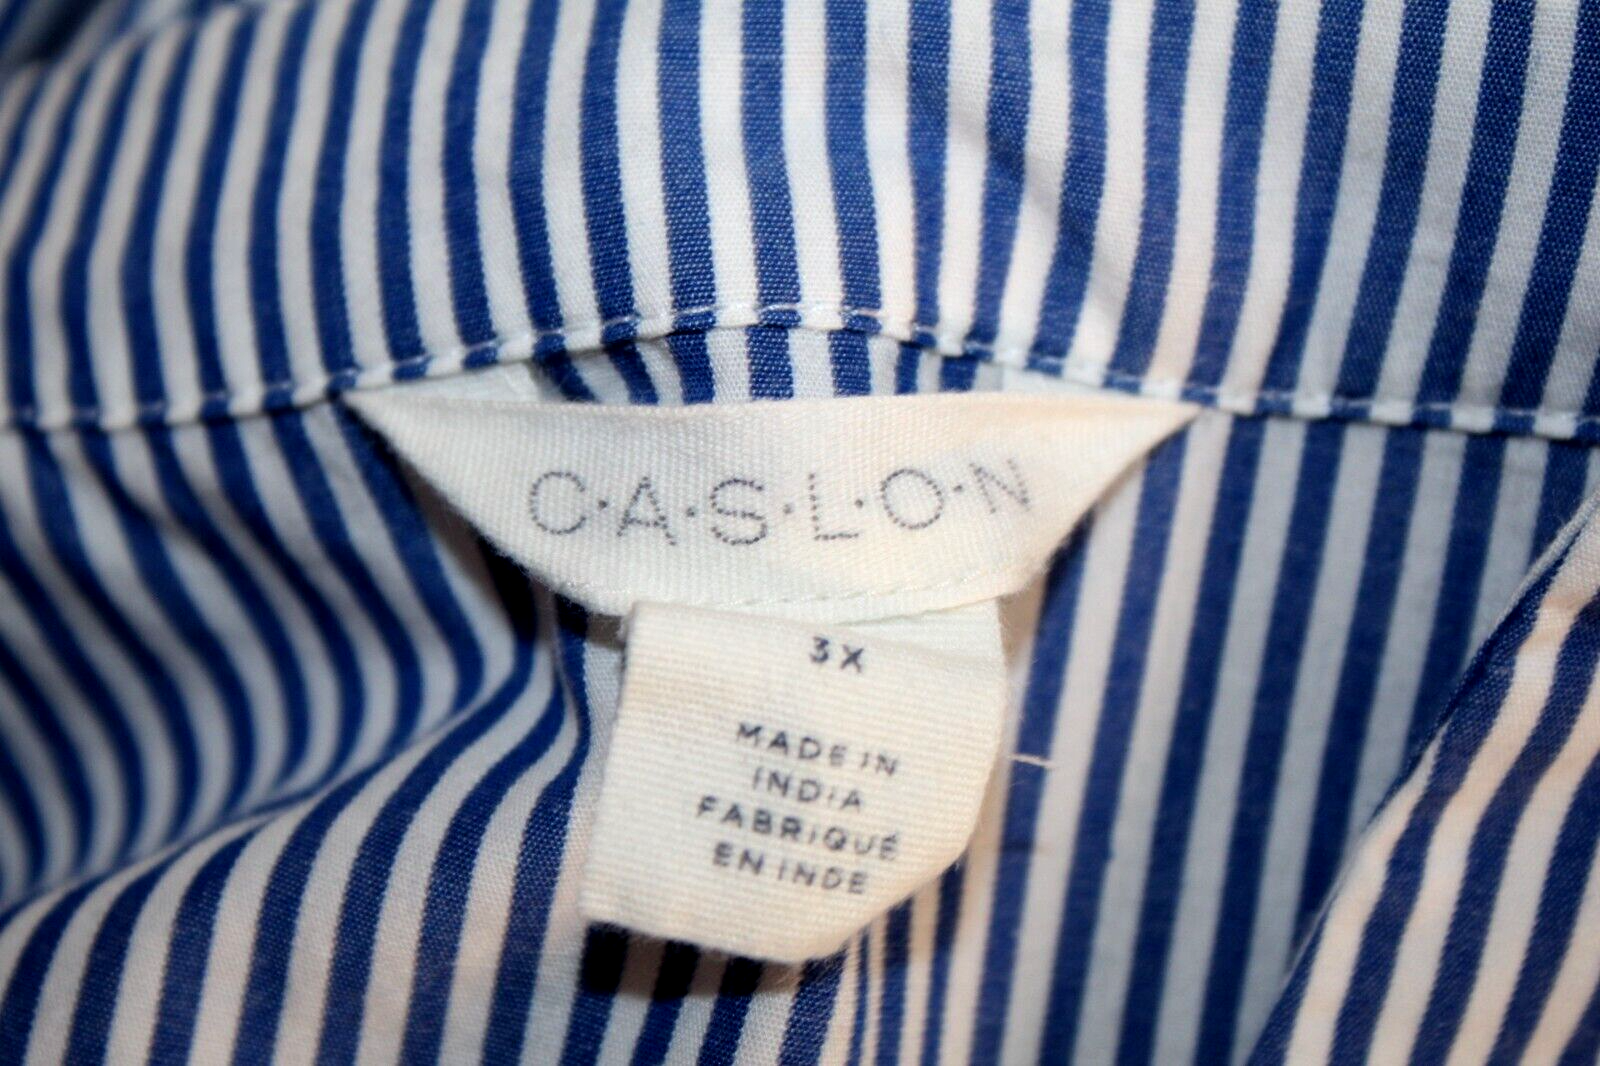 C·A·S·L·O·N
3X
MADE IN
INDIA
FABRIQUÉ
EN INDE